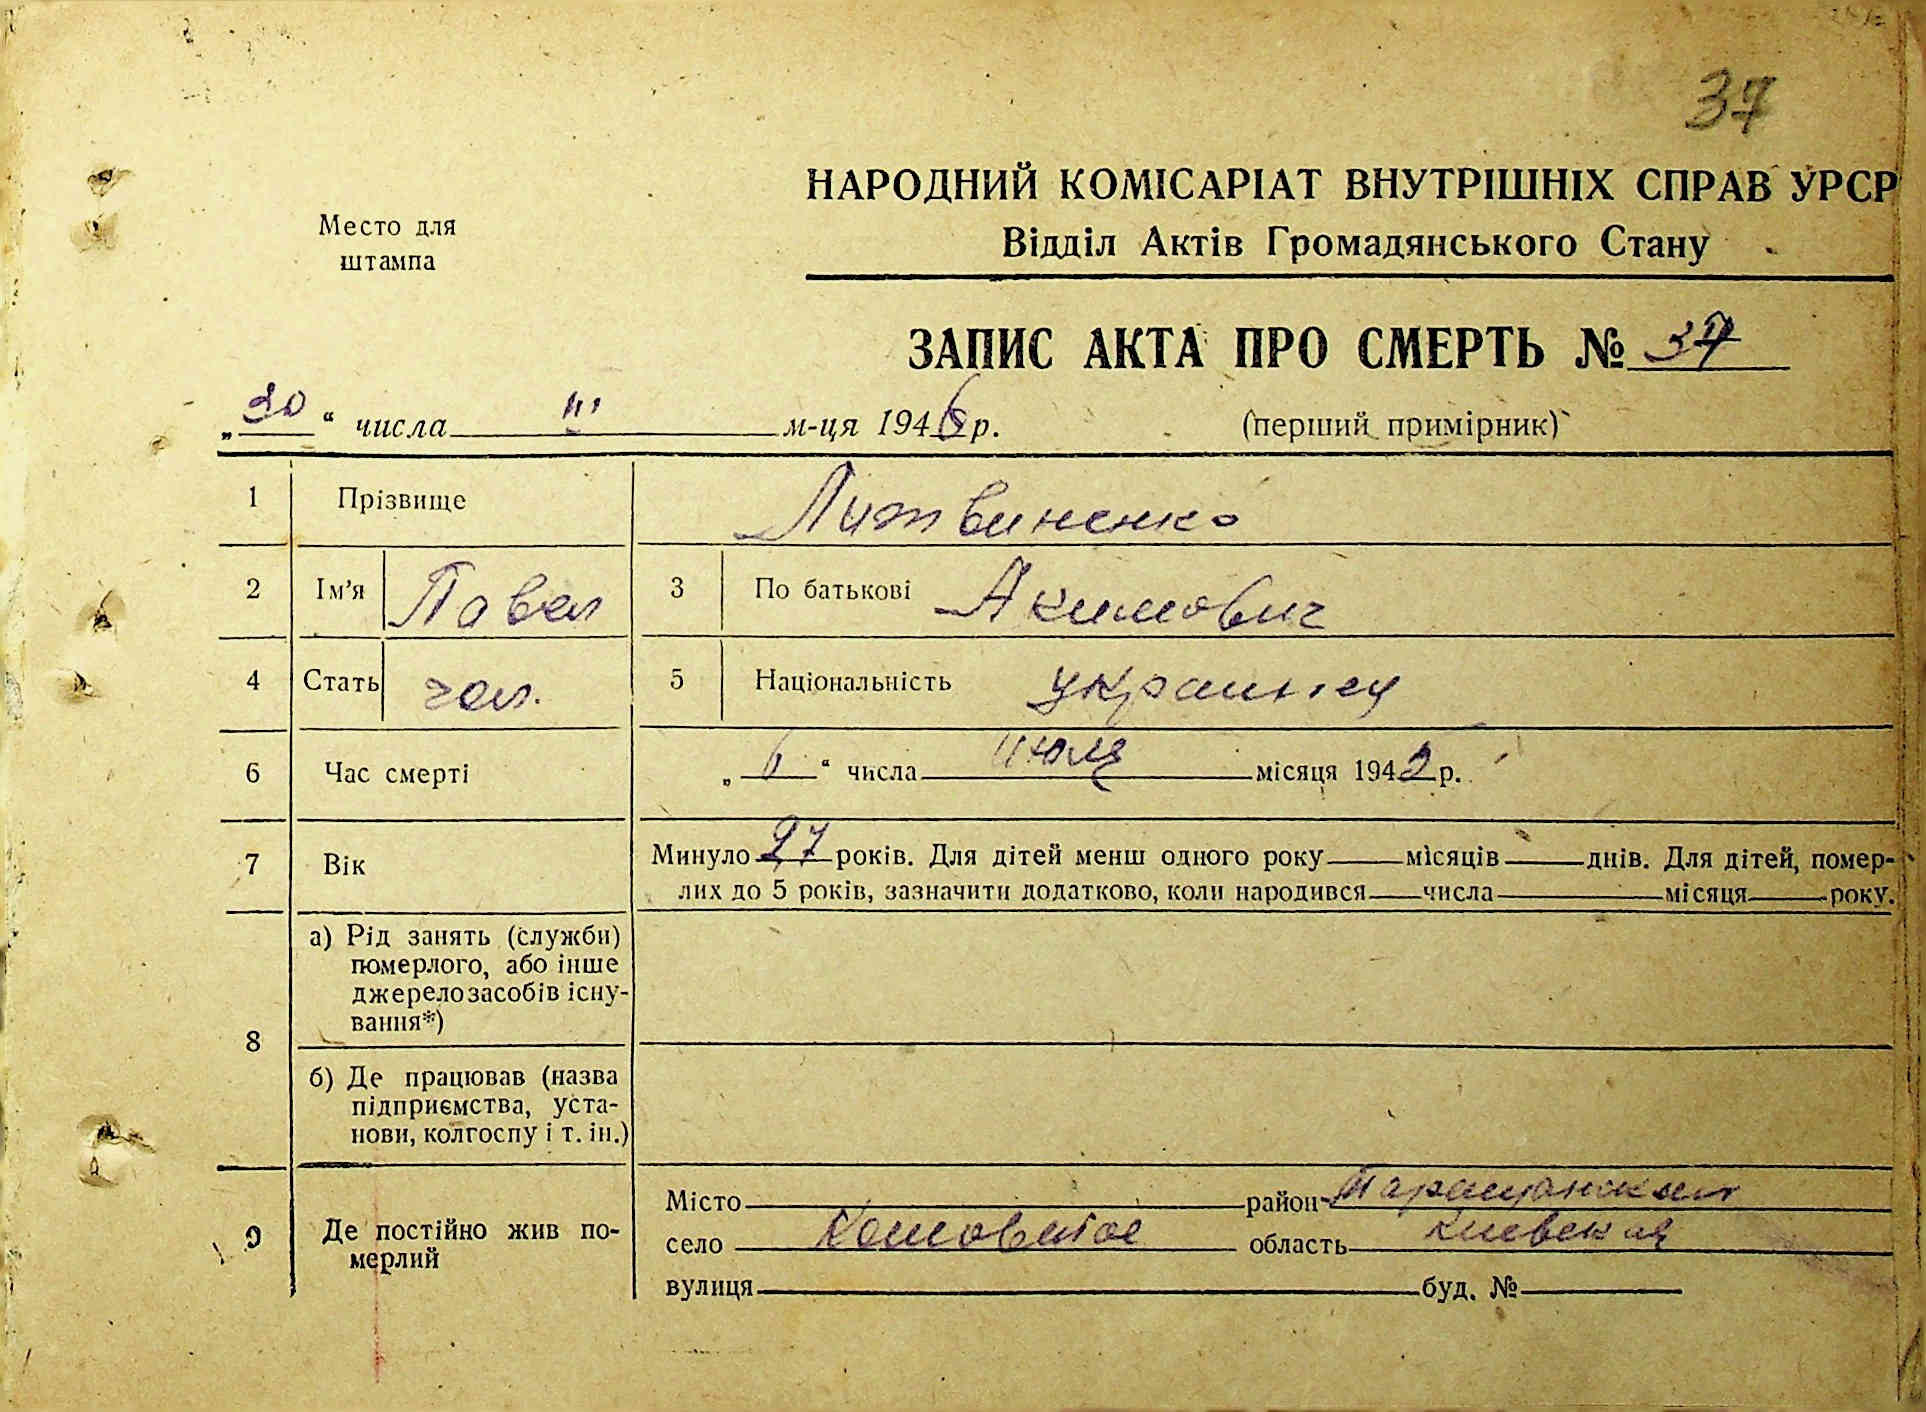 37
Место для
штампа
НАРОДНИЙ КОМІСАРІАТ ВНУТРІШНІХ СПРАВ УРСР
Відділ Актів Громадянського Стану
ЗАПИС АКТА ПРО СМЕРТЬ № 37
„30“ числа III м-ця 1946 р. (перший примірник)
1 Прізвище Литвиненко
2 Ім'я Павел 3 По батькові Акимович
4 Стать чол. 5 Національність украинец
6 Час смерті „6“ числа июля місяця 1942 р.
7 Вік Минуло 27 років. Для дітей менш одного року місяців днів. Для дітей, помер-
лих до 5 років, зазначити додатково, коли народився числа місяця року.
8 а) Рід занять (служби)
померлого, або інше
джерело засобів існу-
вання*)
б) Де працював (назва
підприємства, уста-
нови, колгоспу і т. ін.)
9 Де постійно жив по-
мерлий
Місто район Таращанский
село область Киевская
вулиця буд. №